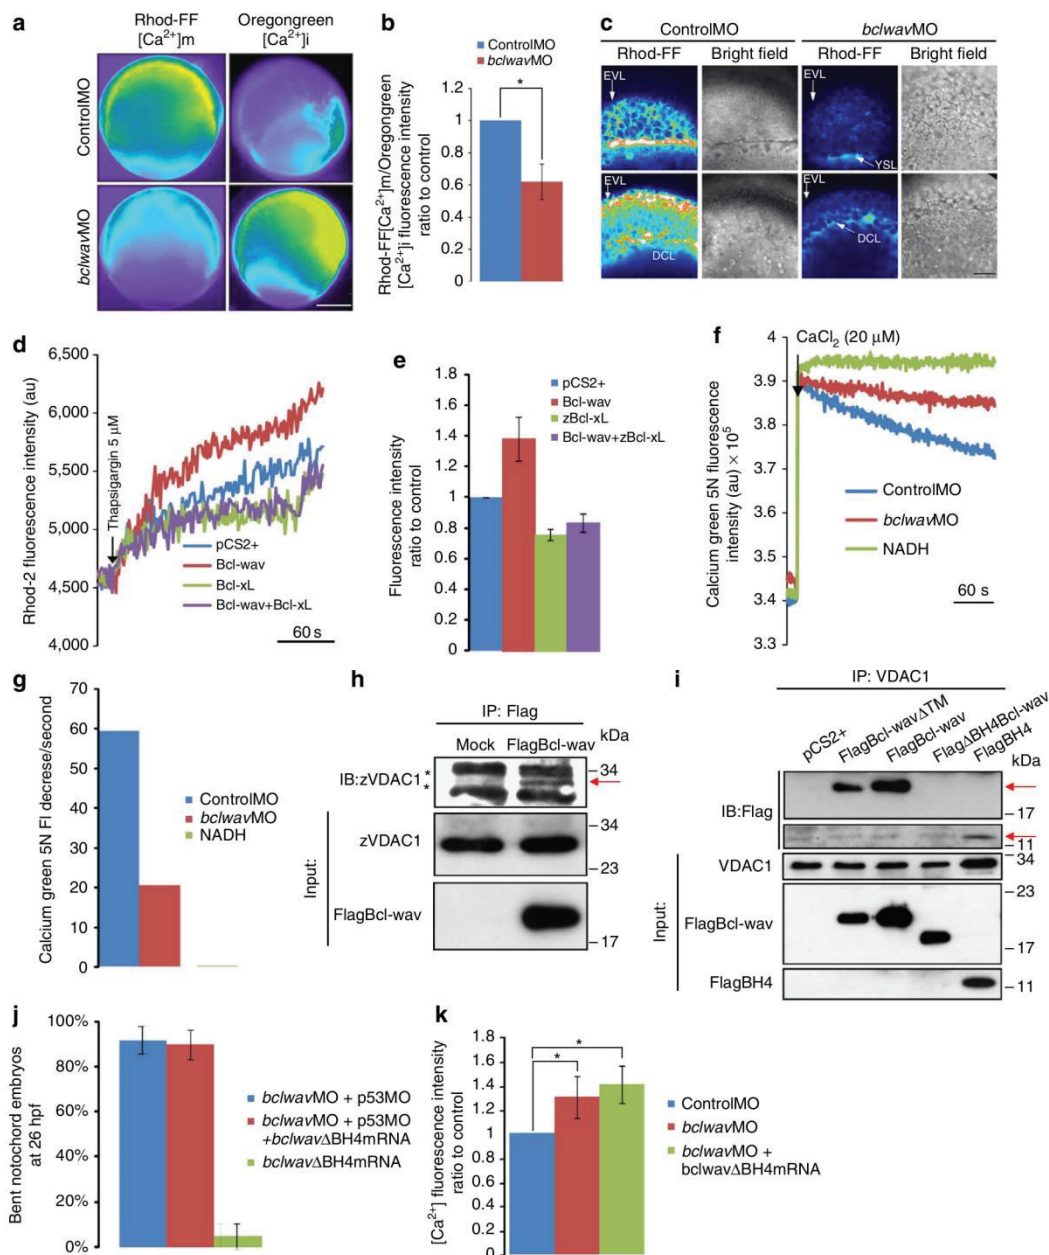 a
Rhod-FF
[Ca²⁺]m
Oregongreen
[Ca²⁺]i
ControlMO
bclwavMO
b
ControlMO
bclwavMO
Rhod-FF[Ca²⁺]m/Oregongreen
[Ca²⁺]i fluorescence intensity
ratio to control
1.2
1
0.8
0.6
0.4
0.2
0
*
c
ControlMO
bclwavMO
Rhod-FF
Bright field
Rhod-FF
Bright field
EVL
EVL
YSL
EVL
EVL
DCL
DCL
d
Rhod-2 fluorescence intensity (au)
6,500
6,000
5,500
5,000
4,500
4,000
Thapsigargin 5 μM
pCS2+
Bcl-wav
Bcl-xL
Bcl-wav+Bcl-xL
60 s
e
Fluorescence intensity
ratio to control
1.8
1.6
1.4
1.2
1
0.8
0.6
0.4
0.2
0
pCS2+
Bcl-wav
zBcl-xL
Bcl-wav+zBcl-xL
f
Calcium green 5N fluorescence
intensity (au) × 10⁵
4
3.9
3.8
3.7
3.6
3.5
3.4
3.3
CaCl₂ (20 μM)
ControlMO
bclwavMO
NADH
60 s
g
Calcium green 5N FI decrese/second
70
60
50
40
30
20
10
0
ControlMO
bclwavMO
NADH
h
IP: Flag
Mock
FlagBcl-wav
kDa
IB:zVDAC1
*
*
34
Input:
zVDAC1
34
23
FlagBcl-wav
17
i
IP: VDAC1
pCS2+
FlagBcl-wavΔTM
FlagBcl-wav
FlagΔBH4Bcl-wav
FlagBH4
kDa
IB:Flag
17
11
Input:
VDAC1
34
23
FlagBcl-wav
17
FlagBH4
11
j
Bent notochord embryos
at 26 hpf
100%
80%
60%
40%
20%
0%
bclwavMO + p53MO
bclwavMO + p53MO
+bclwavΔBH4mRNA
bclwavΔBH4mRNA
k
[Ca²⁺] fluorescence intensity
ratio to control
1.8
1.6
1.4
1.2
1
0.8
0.6
0.4
0.2
0
*
*
ControlMO
bclwavMO
bclwavMO +
bclwavΔBH4mRNA